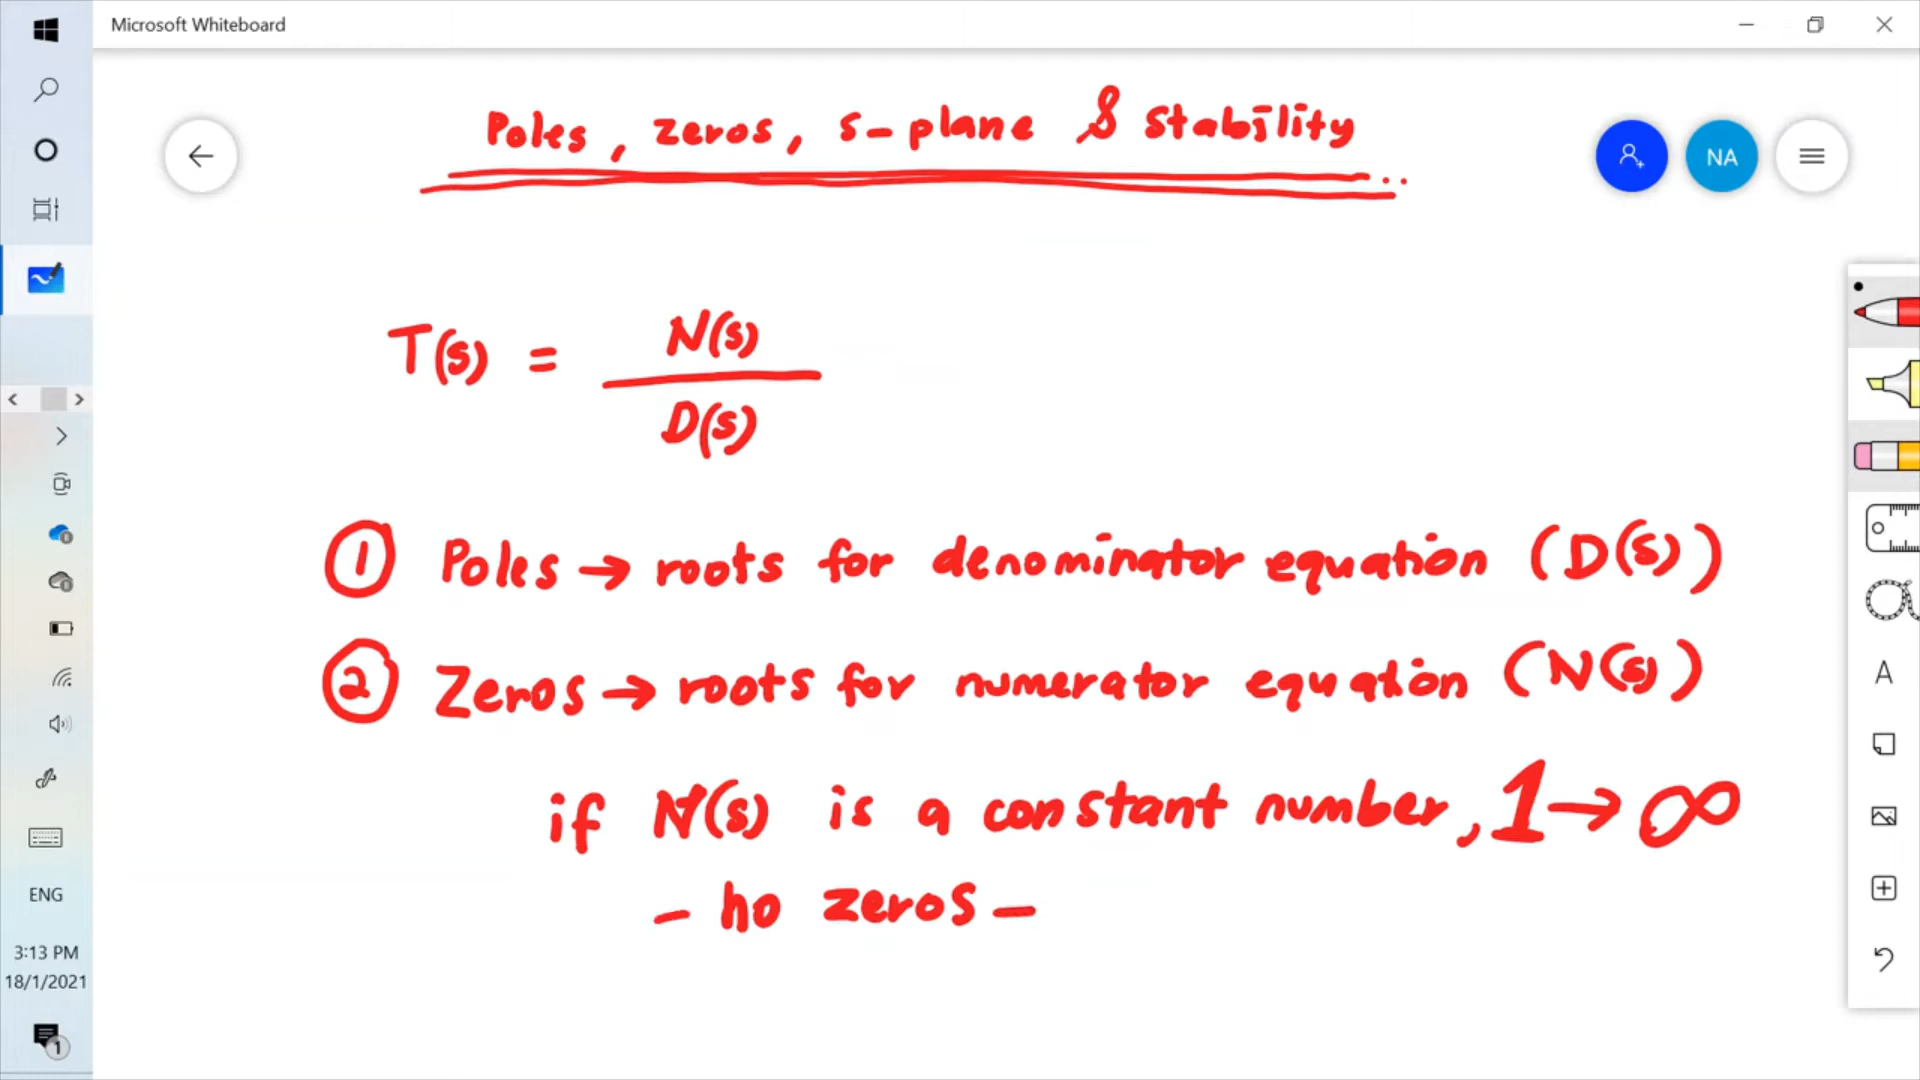 Microsoft Whiteboard
Poles, zeros, s-plane & stability
NA
T(s) = N(s)
D(s)
① Poles → roots for denominator equation (D(s))
② Zeros → roots for numerator equation (N(s))
if N(s) is a constant number, 1 → ∞
- no zeros -
A
ENG
3:13 PM
18/1/2021
1